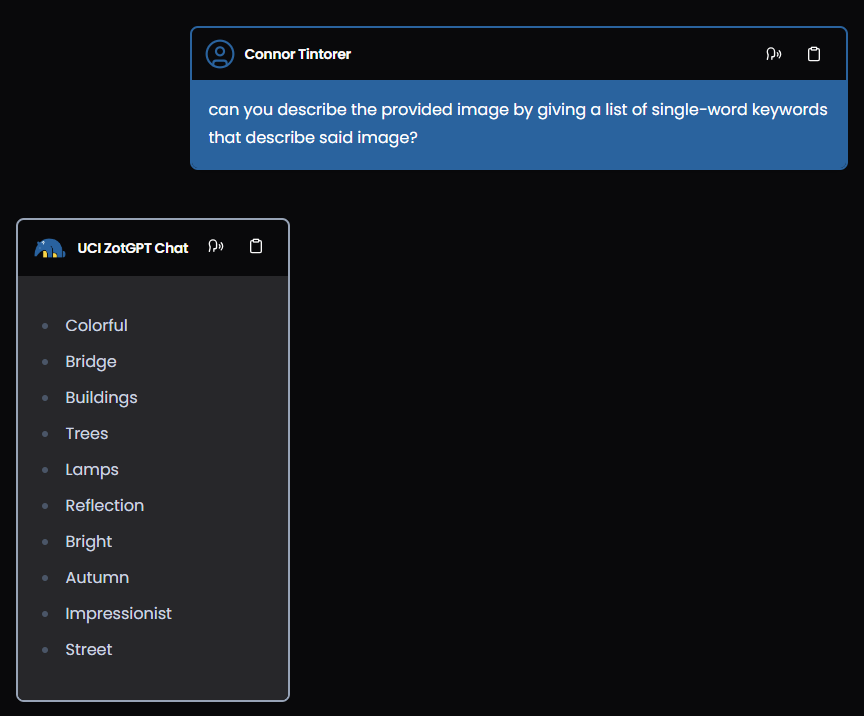 Connor Tintorer
can you describe the provided image by giving a list of single-word keywords
that describe said image?
UCI ZotGPT Chat
Colorful
Bridge
Buildings
Trees
Lamps
Reflection
Bright
Autumn
Impressionist
Street